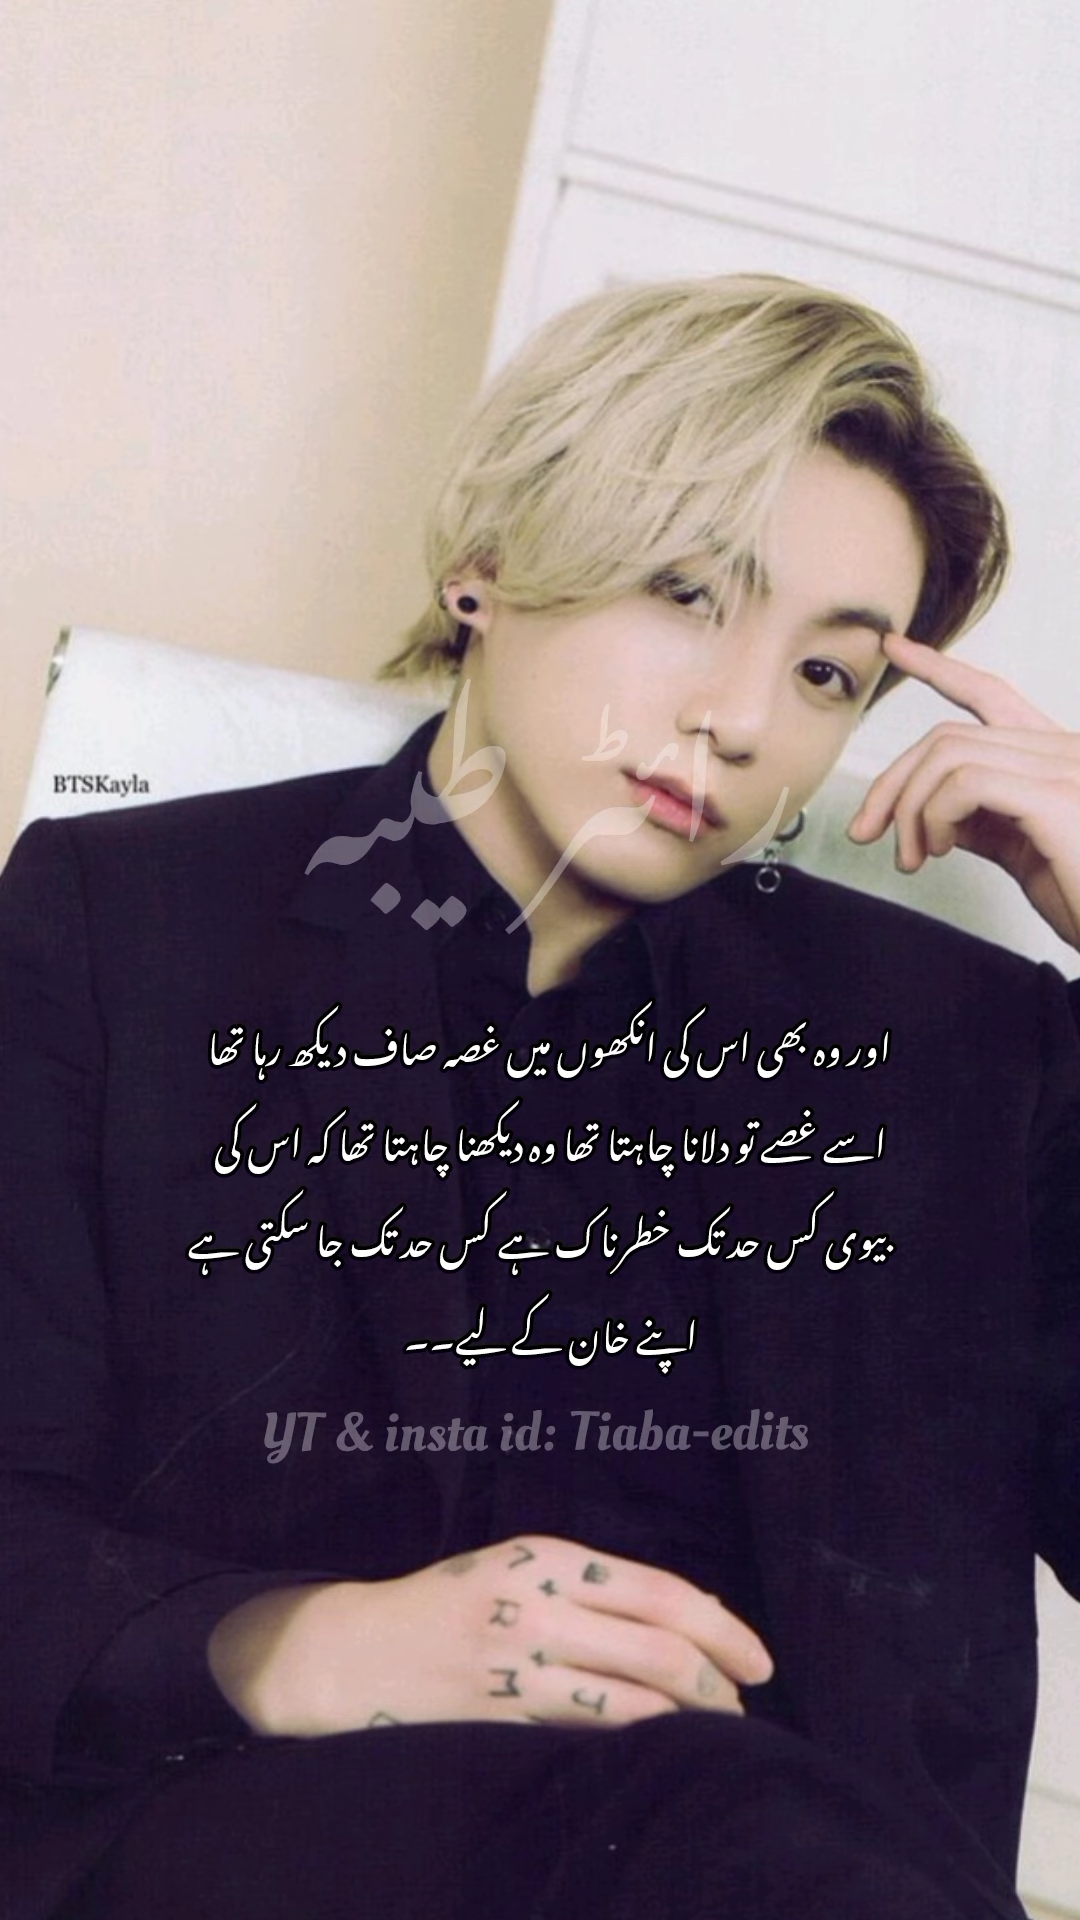 BTSKayla
رائٹر طیبہ
اور وہ بھی اس کی انکھوں میں غصہ صاف دیکھ رہا تھا
اسے غصے تو دلانا چاہتا تھا وہ دیکھنا چاہتا تھا کہ اس کی
بیوی کس حد تک خطرناک ہے کس حد تک جا سکتی ہے
اپنے خان کے لیے۔۔
YT & insta id: Tiaba-edits
R
M J